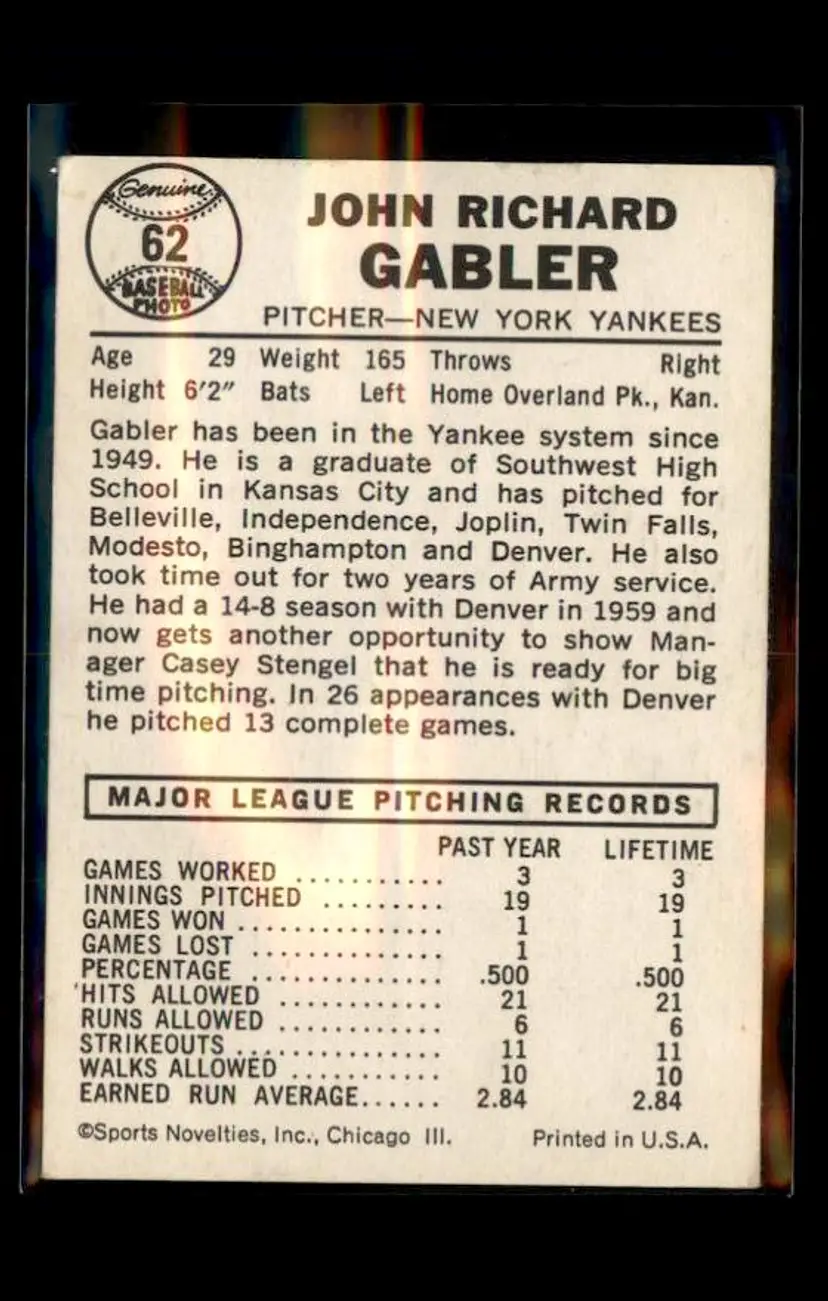 Genuine
62
BASEBALL
PHOTO
JOHN RICHARD
GABLER
PITCHER—NEW YORK YANKEES
Age 29 Weight 165 Throws Right
Height 6'2" Bats Left Home Overland Pk., Kan.
Gabler has been in the Yankee system since
1949. He is a graduate of Southwest High
School in Kansas City and has pitched for
Belleville, Independence, Joplin, Twin Falls,
Modesto, Binghampton and Denver. He also
took time out for two years of Army service.
He had a 14-8 season with Denver in 1959 and
now gets another opportunity to show Man-
ager Casey Stengel that he is ready for big
time pitching. In 26 appearances with Denver
he pitched 13 complete games.
MAJOR LEAGUE PITCHING RECORDS
PAST YEAR LIFETIME
GAMES WORKED ........... 3 3
INNINGS PITCHED ......... 19 19
GAMES WON ............... 1 1
GAMES LOST .............. 1 1
PERCENTAGE .............. .500 .500
HITS ALLOWED ............ 21 21
RUNS ALLOWED ............ 6 6
STRIKEOUTS ............... 11 11
WALKS ALLOWED ........... 10 10
EARNED RUN AVERAGE...... 2.84 2.84
©Sports Novelties, Inc., Chicago Ill. Printed in U.S.A.